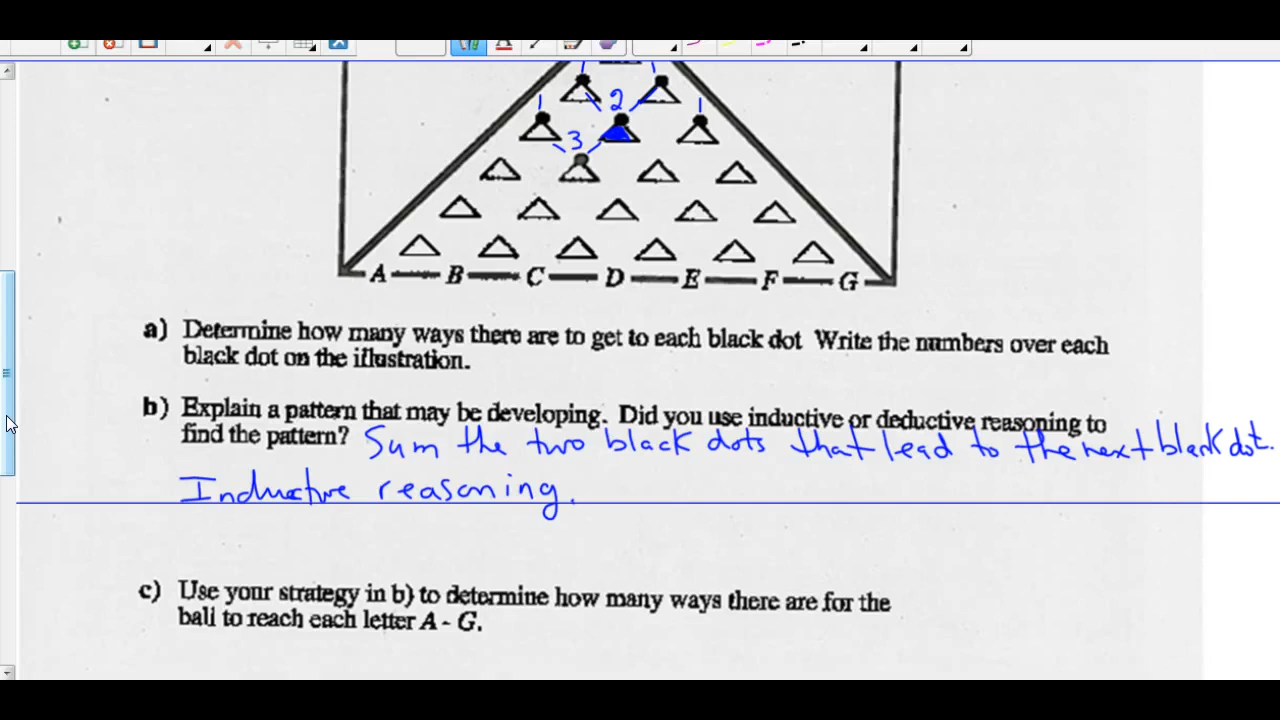 1 1
1 2 1
3
A B C D E F G
a) Determine how many ways there are to get to each black dot Write the numbers over each
black dot on the illustration.
b) Explain a pattern that may be developing. Did you use inductive or deductive reasoning to
find the pattern? Sum the two black dots that lead to the next black dot.
Inductive reasoning.
c) Use your strategy in b) to determine how many ways there are for the
ball to reach each letter A - G.